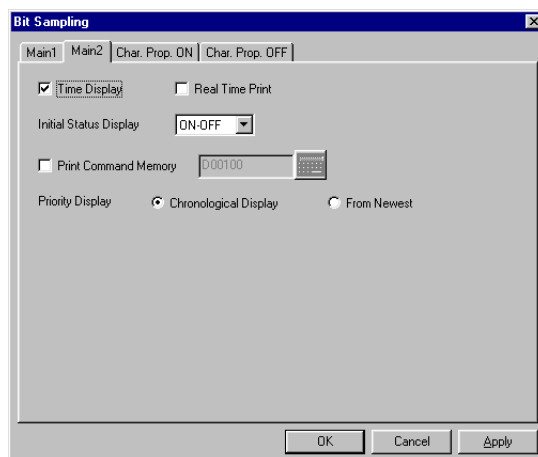 Bit Sampling
Main1 Main2 Char. Prop. ON Char. Prop. OFF
Time Display Real Time Print
Initial Status Display ON-OFF
Print Command Memory D00100
Priority Display Chronological Display From Newest
OK Cancel Apply